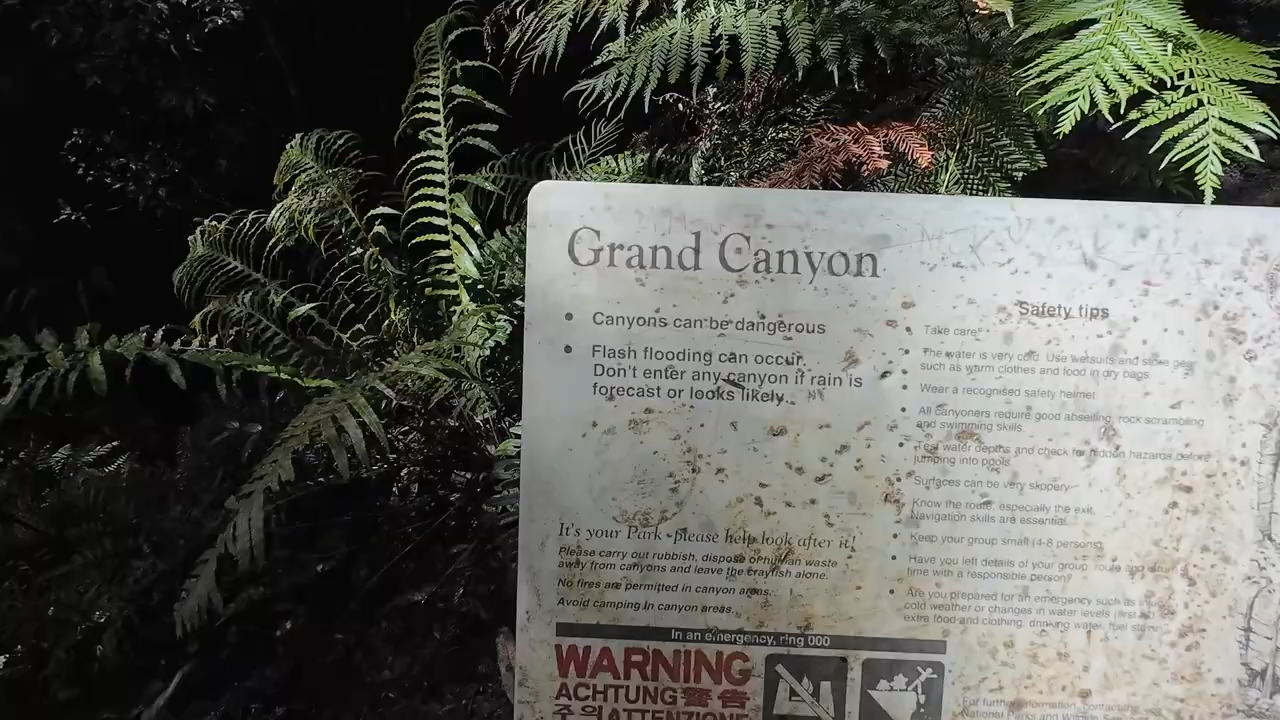 Grand Canyon
Canyons can be dangerous
Flash flooding can occur.
Don't enter any canyon if rain is
forecast or looks likely.
It's your Park - please help look after it!
Please carry out rubbish, dispose of human waste
away from canyons and leave the crayfish alone.
No fires are permitted in canyon areas.
Avoid camping in canyon areas.
In an emergency, ring 000
WARNING
ACHTUNG 警告
주의 ATTENZIONE
Safety tips
Take care
The water is very cold. Use wetsuits and store gear
such as warm clothes and food in dry bags.
Wear a recognised safety helmet
All canyoners require good abseiling, rock scrambling
and swimming skills.
Test water depths and check for hidden hazards before
jumping into pools.
Surfaces can be very slippery
Know the route, especially the exit.
Navigation skills are essential.
Keep your group small (4-8 persons)
Have you left details of your group, route and
time with a responsible person?
Are you prepared for an emergency such as
cold weather or changes in water levels
extra food and clothing, drinking water, fuel
For further information, contact
National Parks and